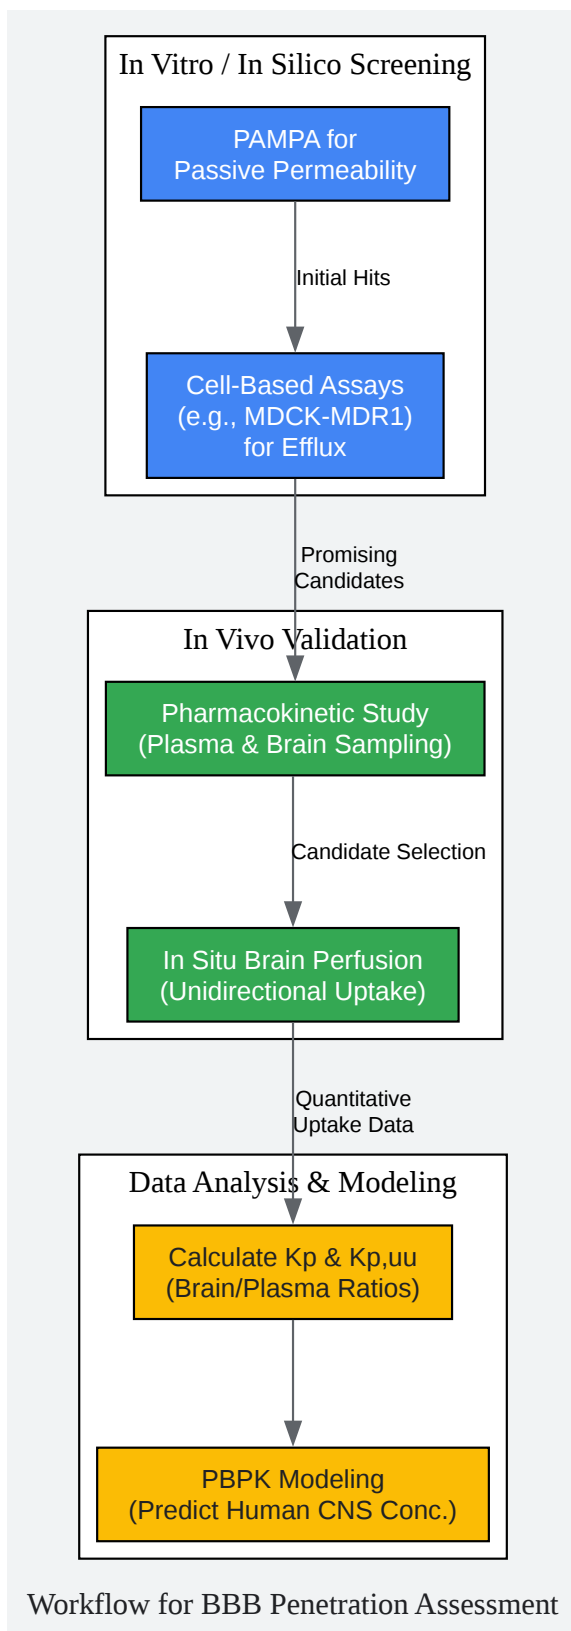 In Vitro / In Silico Screening
PAMPA for
Passive Permeability
Initial Hits
Cell-Based Assays
(e.g., MDCK-MDR1)
for Efflux
Promising
Candidates
In Vivo Validation
Pharmacokinetic Study
(Plasma & Brain Sampling)
Candidate Selection
In Situ Brain Perfusion
(Unidirectional Uptake)
Quantitative
Uptake Data
Data Analysis & Modeling
Calculate Kp & Kp,uu
(Brain/Plasma Ratios)
PBPK Modeling
(Predict Human CNS Conc.)
Workflow for BBB Penetration Assessment